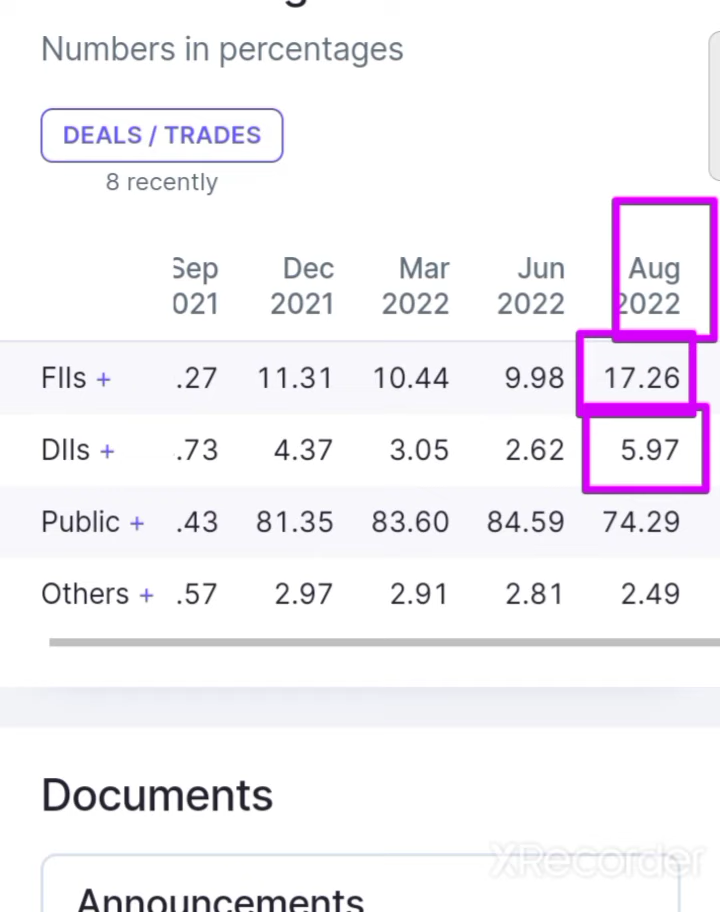 Numbers in percentages
DEALS / TRADES
8 recently
Sep Dec Mar Jun Aug
021 2021 2022 2022 2022
FIIs + .27 11.31 10.44 9.98 17.26
DIIs + .73 4.37 3.05 2.62 5.97
Public + .43 81.35 83.60 84.59 74.29
Others + .57 2.97 2.91 2.81 2.49
Documents
XRecorder
Announcements